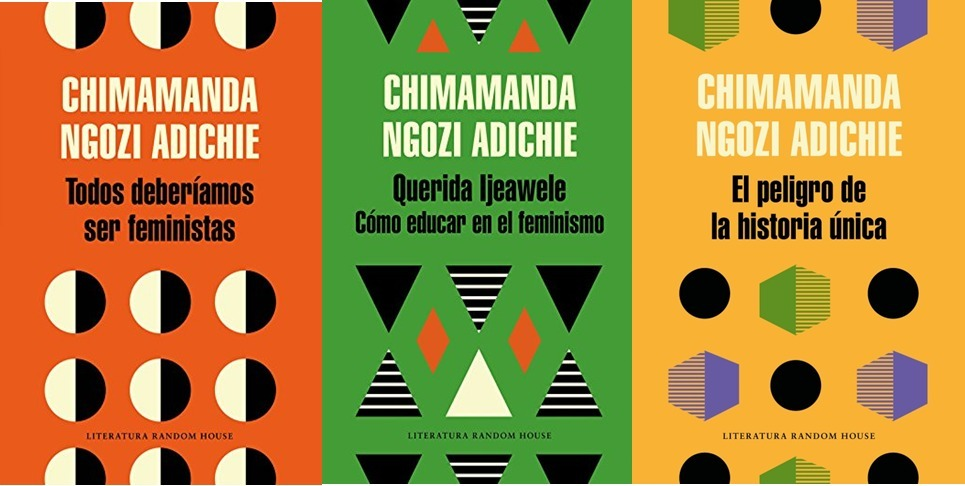 CHIMAMANDA
NGOZI ADICHIE
Todos deberíamos
ser feministas
LITERATURA RANDOM HOUSE
CHIMAMANDA
NGOZI ADICHIE
Querida Ijeawele
Cómo educar en el feminismo
LITERATURA RANDOM HOUSE
CHIMAMANDA
NGOZI ADICHIE
El peligro de
la historia única
LITERATURA RANDOM HOUSE